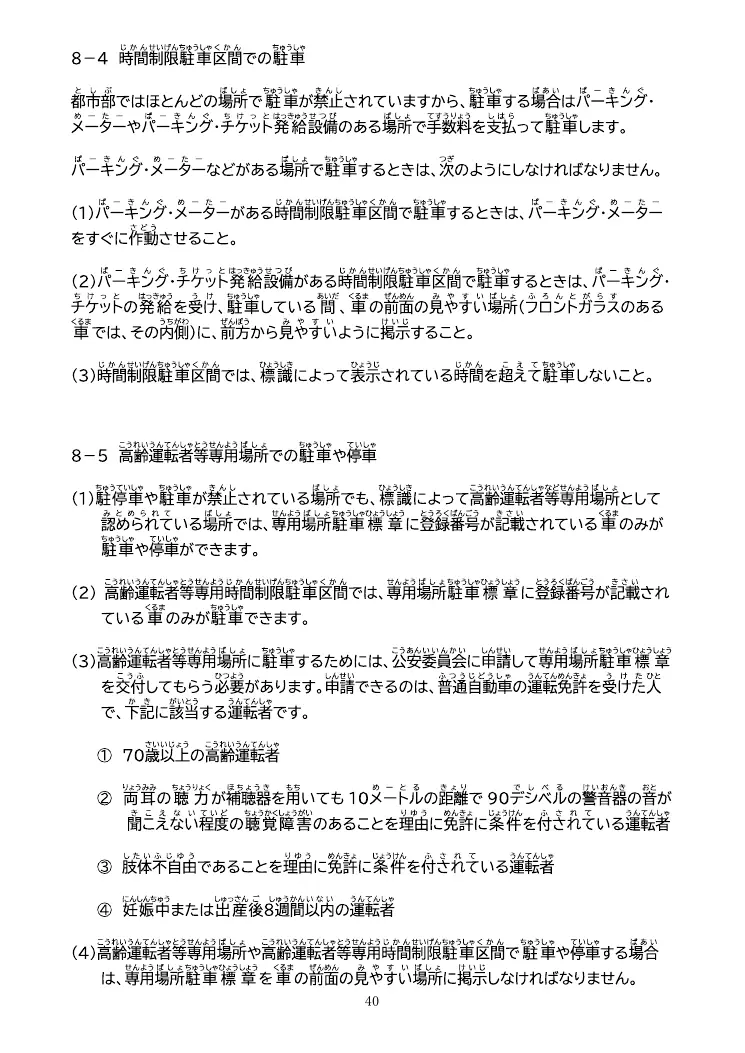 8－4 時間制限駐車区間での駐車
都市部ではほとんどの場所で駐車が禁止されていますから、駐車する場合はパーキング・
メーターやパーキング・チケット発給設備のある場所で手数料を支払って駐車します。
パーキング・メーターなどがある場所で駐車するときは、次のようにしなければなりません。
(1)パーキング・メーターがある時間制限駐車区間で駐車するときは、パーキング・メーター
をすぐに作動させること。
(2)パーキング・チケット発給設備がある時間制限駐車区間で駐車するときは、パーキング・
チケットの発給を受け、駐車している間、車の前面の見やすい場所(フロントガラスのある
車では、その内側)に、前方から見やすいように掲示すること。
(3)時間制限駐車区間では、標識によって表示されている時間を超えて駐車しないこと。
8－5 高齢運転者等専用場所での駐車や停車
(1)駐停車や駐車が禁止されている場所でも、標識によって高齢運転者等専用場所として
認められている場所では、専用場所駐車標章に登録番号が記載されている車のみが
駐車や停車ができます。
(2) 高齢運転者等専用時間制限駐車区間では、専用場所駐車標章に登録番号が記載され
ている車のみが駐車できます。
(3)高齢運転者等専用場所に駐車するためには、公安委員会に申請して専用場所駐車標章
を交付してもらう必要があります。申請できるのは、普通自動車の運転免許を受けた人
で、下記に該当する運転者です。
① 70歳以上の高齢運転者
② 両耳の聴力が補聴器を用いても10メートルの距離で90デシベルの警音器の音が
聞こえない程度の聴覚障害のあることを理由に免許に条件を付されている運転者
③ 肢体不自由であることを理由に免許に条件を付されている運転者
④ 妊娠中または出産後8週間以内の運転者
(4)高齢運転者等専用場所や高齢運転者等専用時間制限駐車区間で駐車や停車する場合
は、専用場所駐車標章を車の前面の見やすい場所に掲示しなければなりません。
40